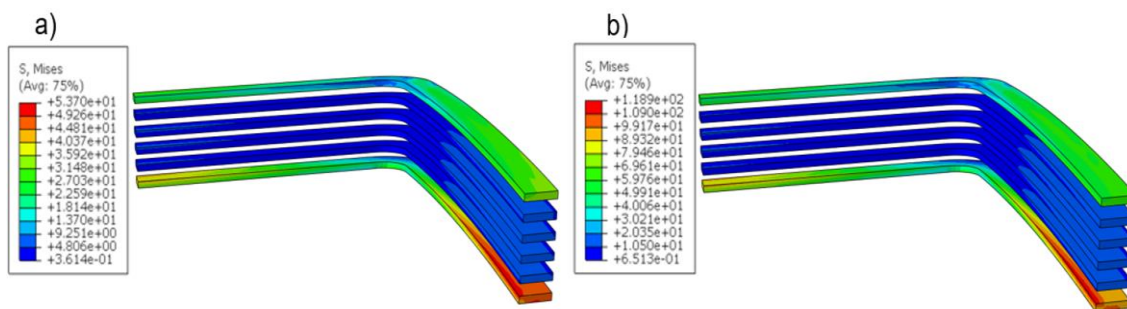 a)
S, Mises
(Avg: 75%)
+5.370e+01
+4.926e+01
+4.481e+01
+4.037e+01
+3.592e+01
+3.148e+01
+2.703e+01
+2.259e+01
+1.814e+01
+1.370e+01
+9.251e+00
+4.806e+00
+3.614e-01
b)
S, Mises
(Avg: 75%)
+1.189e+02
+1.090e+02
+9.917e+01
+8.932e+01
+7.946e+01
+6.961e+01
+5.976e+01
+4.991e+01
+4.006e+01
+3.021e+01
+2.035e+01
+1.050e+01
+6.513e-01